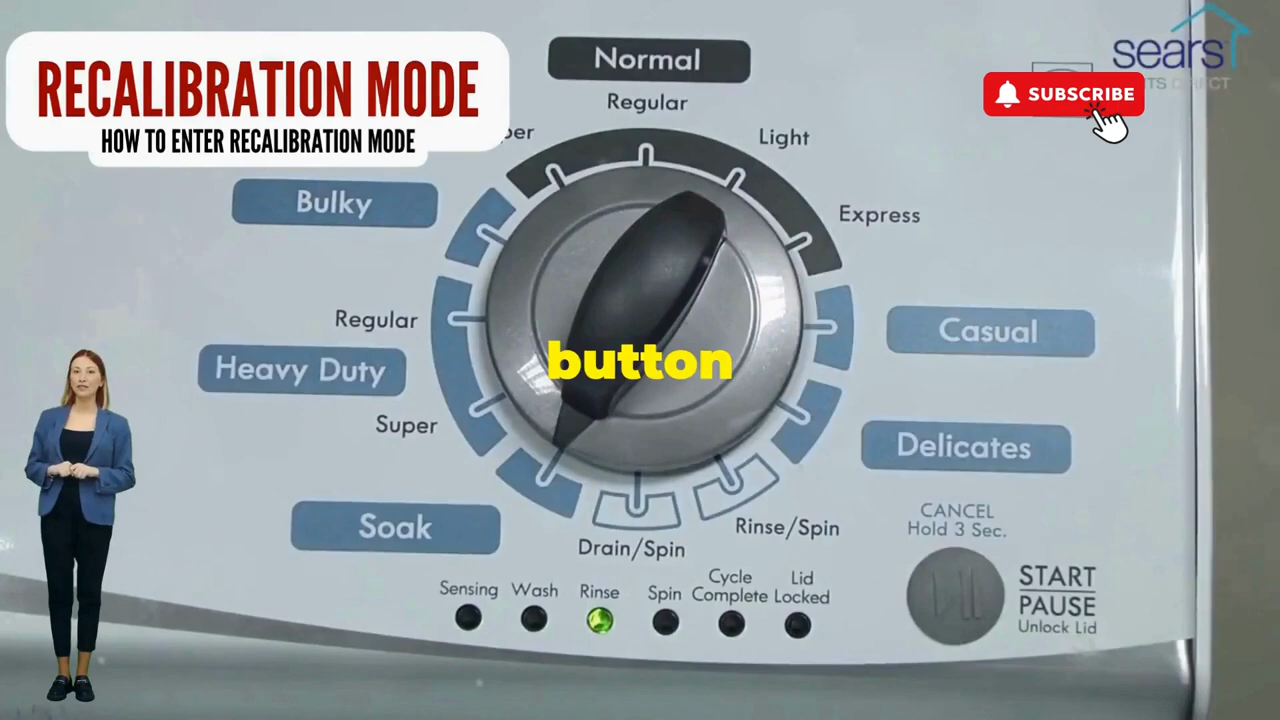 RECALIBRATION MODE
HOW TO ENTER RECALIBRATION MODE
sears
SUBSCRIBE
Normal
Regular
Light
Express
Bulky
Regular
Heavy Duty
Super
Casual
button
Delicates
Soak
Drain/Spin
Rinse/Spin
CANCEL
Hold 3 Sec.
START
PAUSE
Unlock Lid
Sensing
Wash
Rinse
Spin
Cycle
Complete
Lid
Locked